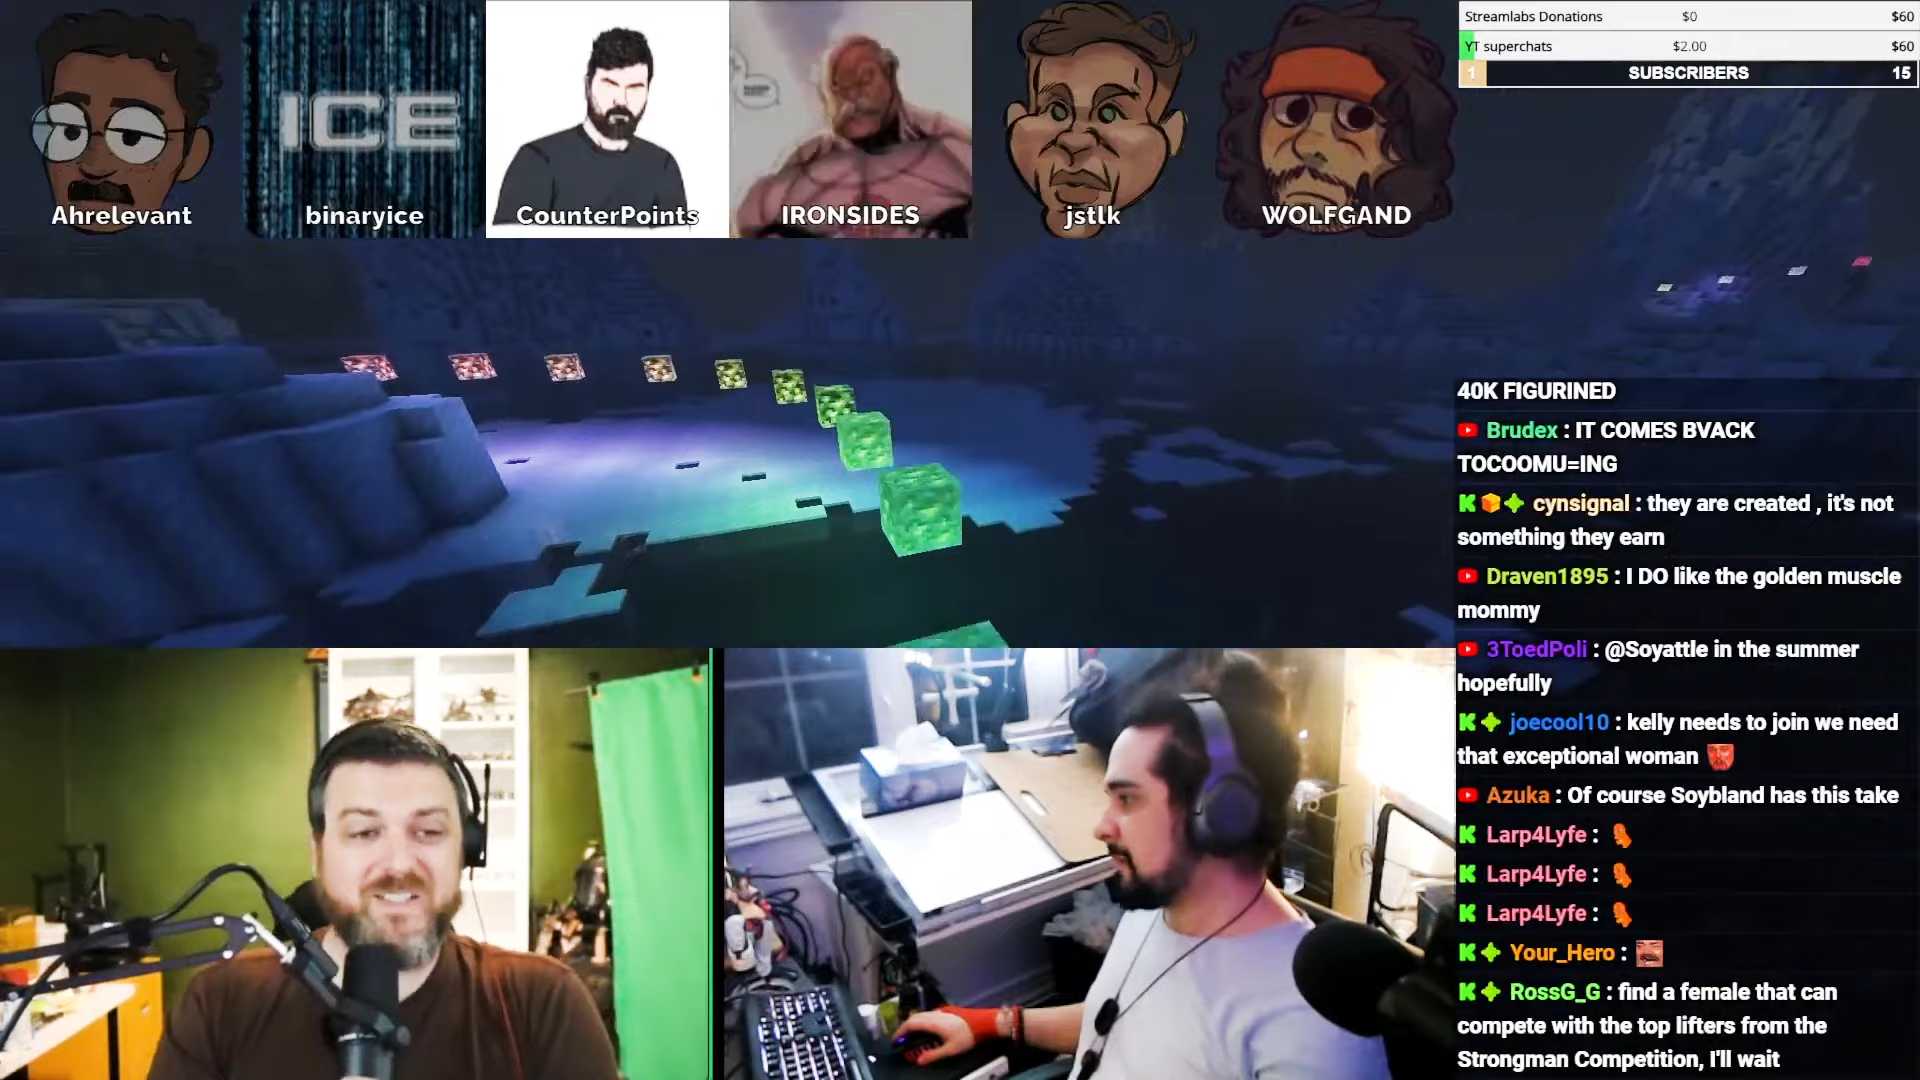 Ahrelevant
ICE
binaryice
CounterPoints
IRONSIDES
jstlk
WOLFGAND
Streamlabs Donations $0 $60
YT superchats $2.00 $60
1 SUBSCRIBERS 15
40K FIGURINED
Brudex : IT COMES BVACK
TOCOOMU=ING
cynsignal : they are created , it's not
something they earn
Draven1895 : I DO like the golden muscle
mommy
3ToedPoli : @Soyattle in the summer
hopefully
joecool10 : kelly needs to join we need
that exceptional woman
Azuka : Of course Soybland has this take
Larp4Lyfe :
Larp4Lyfe :
Larp4Lyfe :
Your_Hero :
RossG_G : find a female that can
compete with the top lifters from the
Strongman Competition, I'll wait